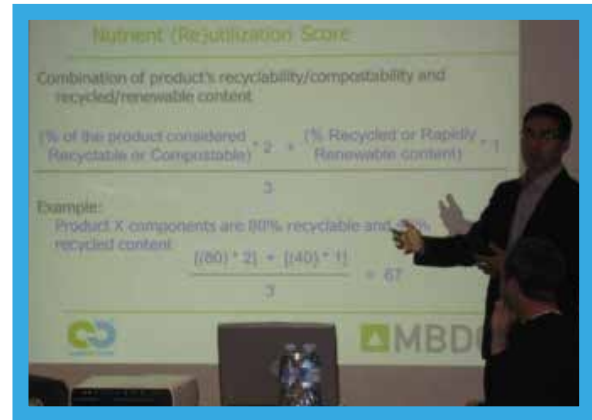 Nutrient (Re)utilization Score
Combination of product's recyclability/compostability and
recycled/renewable content
(% of the product considered * 2 + (% Recycled or Rapidly * 1
Recyclable or Compostable) Renewable content)
3
Example:
Product X components are 80% recyclable and
recycled content
[(80) * 2] + [(40) * 1]
= 67
3
MBDC